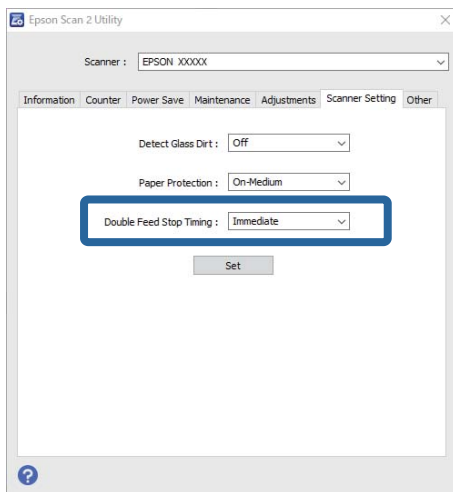 Epson Scan 2 Utility
Scanner : EPSON XXXXX
Information Counter Power Save Maintenance Adjustments Scanner Setting Other
Detect Glass Dirt : Off
Paper Protection : On-Medium
Double Feed Stop Timing : Immediate
Set
?